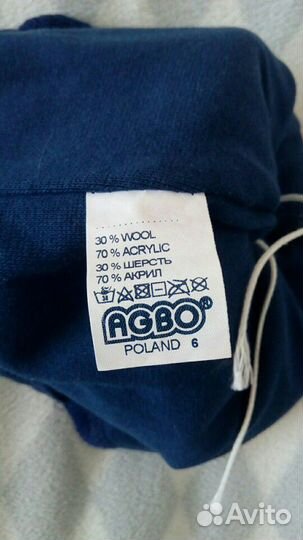 30 % WOOL
70 % ACRYLIC
30 % ШЕРСТЬ
70 % АКРИЛ
AGBO®
POLAND 6
Avito